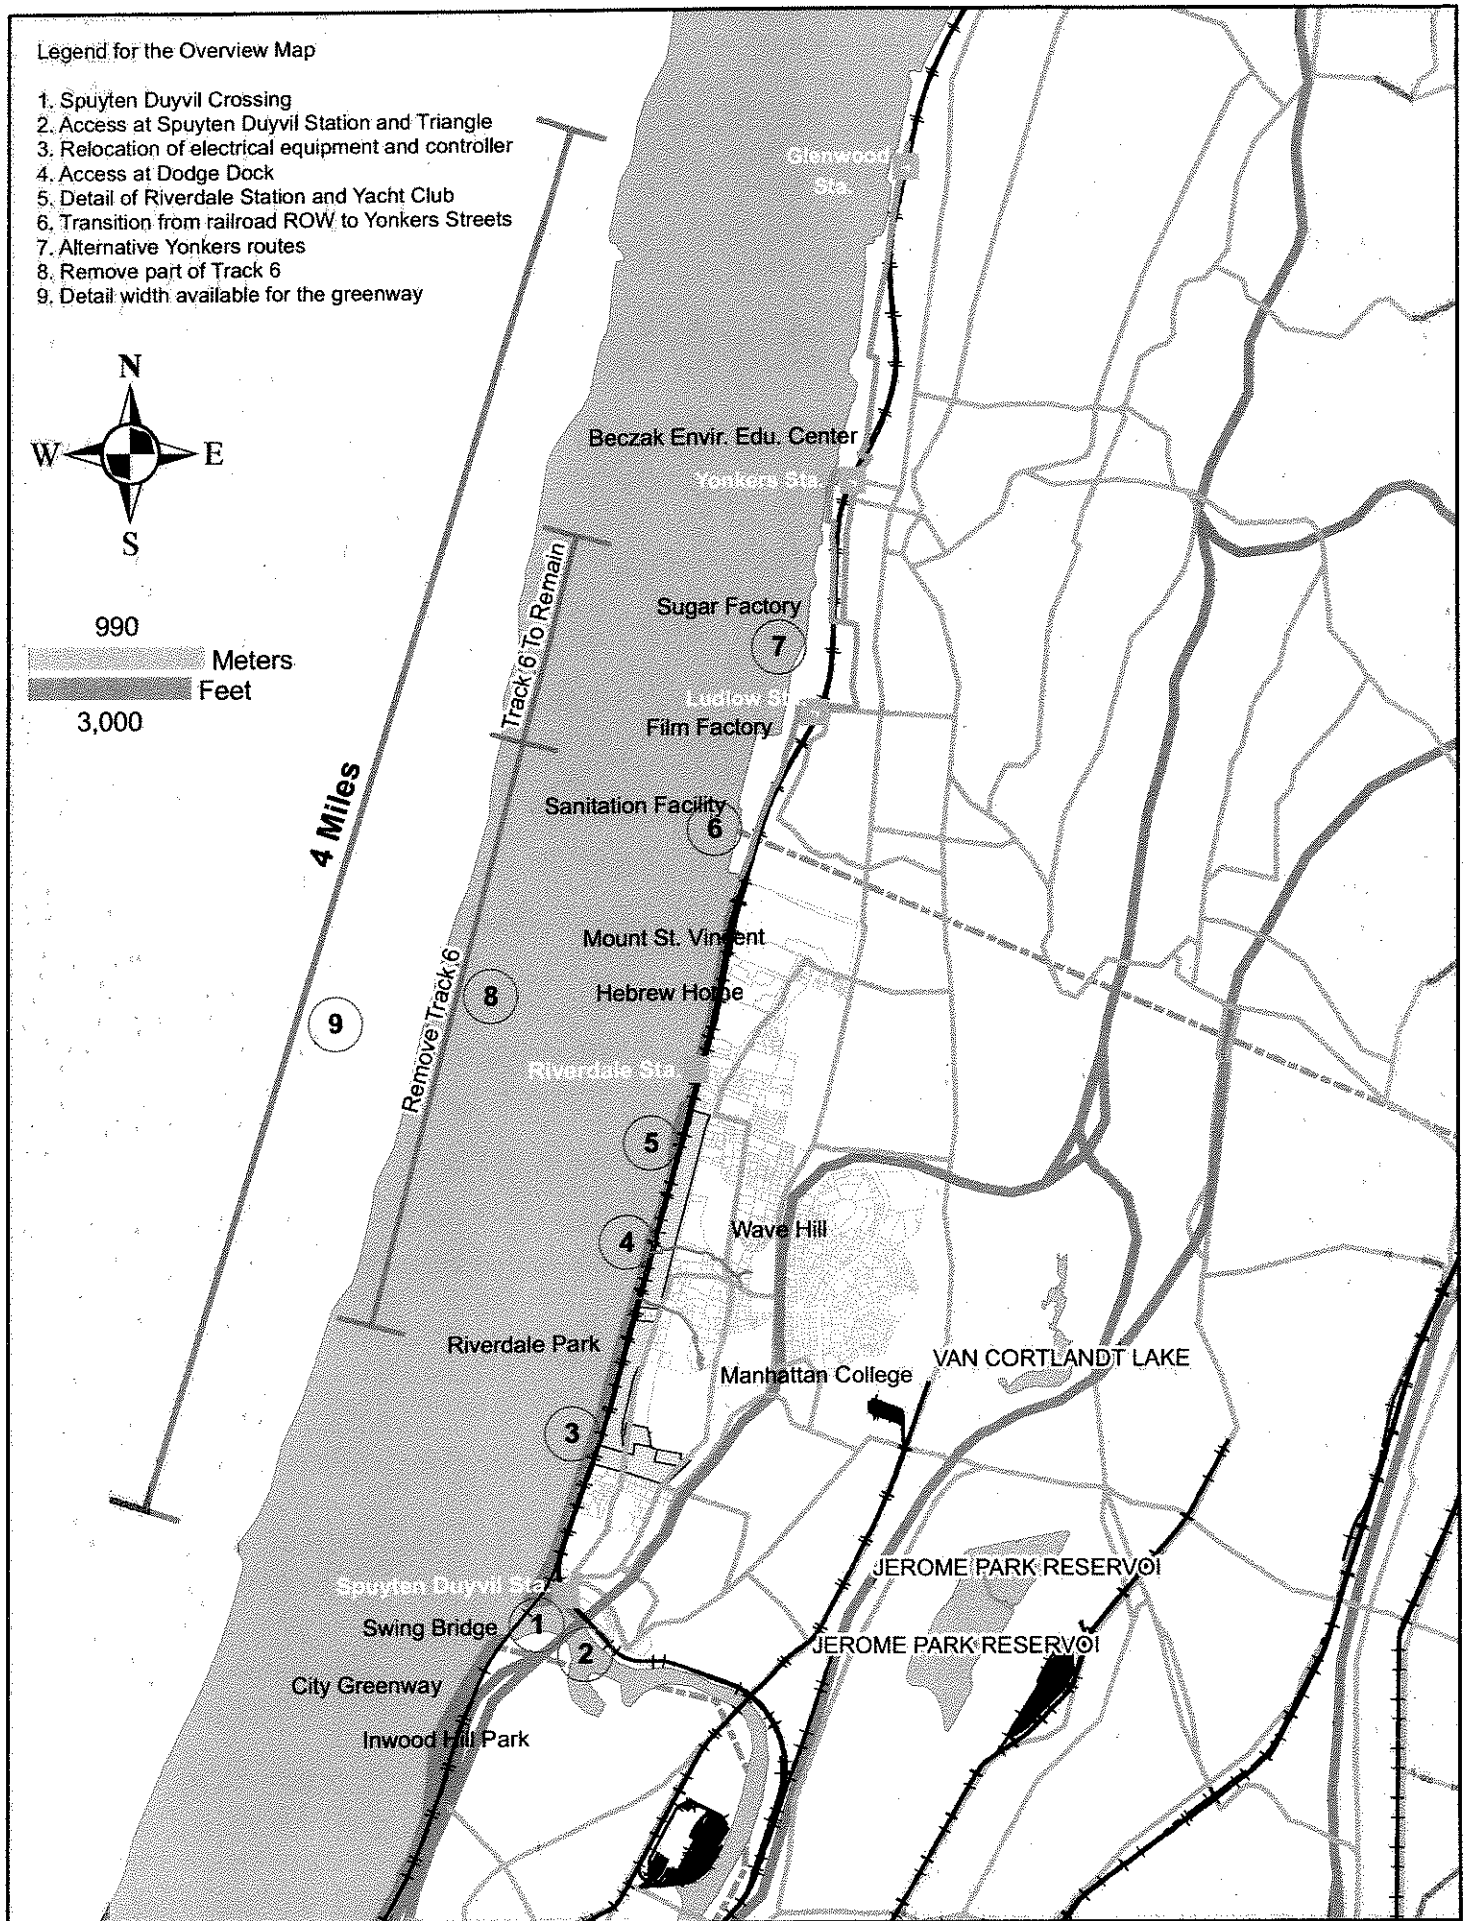 Legend for the Overview Map
1. Spuyten Duyvil Crossing
2. Access at Spuyten Duyvil Station and Triangle
3. Relocation of electrical equipment and controller
4. Access at Dodge Dock
5. Detail of Riverdale Station and Yacht Club
6. Transition from railroad ROW to Yonkers Streets
7. Alternative Yonkers routes
8. Remove part of Track 6
9. Detail width available for the greenway
N
W
E
S
990
Meters
Feet
3,000
4 Miles
Track 6 To Remain
Remove Track 6
Glenwood
Sta.
Beczak Envir. Edu. Center
Yonkers Sta.
Sugar Factory
7
Ludlow St
Film Factory
Sanitation Facility
6
Mount St. Vincent
Hebrew Home
8
9
Riverdale Sta.
5
4
Wave Hill
Riverdale Park
VAN CORTLANDT LAKE
Manhattan College
3
JEROME PARK RESERVOI
Spuyten Duyvil Sta.
Swing Bridge
1
2
JEROME PARK RESERVOI
City Greenway
Inwood Hill Park